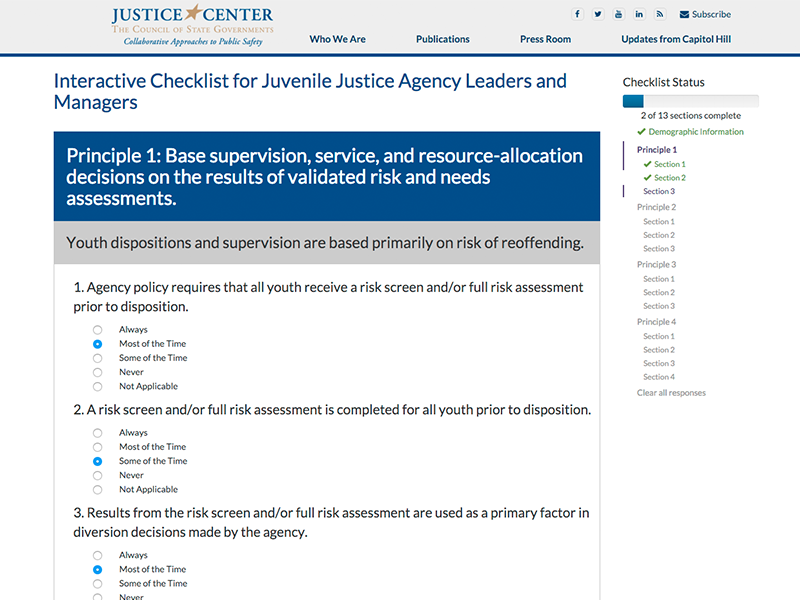 JUSTICE CENTER
THE COUNCIL OF STATE GOVERNMENTS
Collaborative Approaches to Public Safety
Subscribe
Who We Are
Publications
Press Room
Updates from Capitol Hill
Interactive Checklist for Juvenile Justice Agency Leaders and
Managers
Principle 1: Base supervision, service, and resource-allocation
decisions on the results of validated risk and needs
assessments.
Youth dispositions and supervision are based primarily on risk of reoffending.
1. Agency policy requires that all youth receive a risk screen and/or full risk assessment
prior to disposition.
Always
Most of the Time
Some of the Time
Never
Not Applicable
2. A risk screen and/or full risk assessment is completed for all youth prior to disposition.
Always
Most of the Time
Some of the Time
Never
Not Applicable
3. Results from the risk screen and/or full risk assessment are used as a primary factor in
diversion decisions made by the agency.
Always
Most of the Time
Some of the Time
Never
Checklist Status
2 of 13 sections complete
Demographic Information
Principle 1
Section 1
Section 2
Section 3
Principle 2
Section 1
Section 2
Section 3
Principle 3
Section 1
Section 2
Section 3
Principle 4
Section 1
Section 2
Section 3
Section 4
Clear all responses